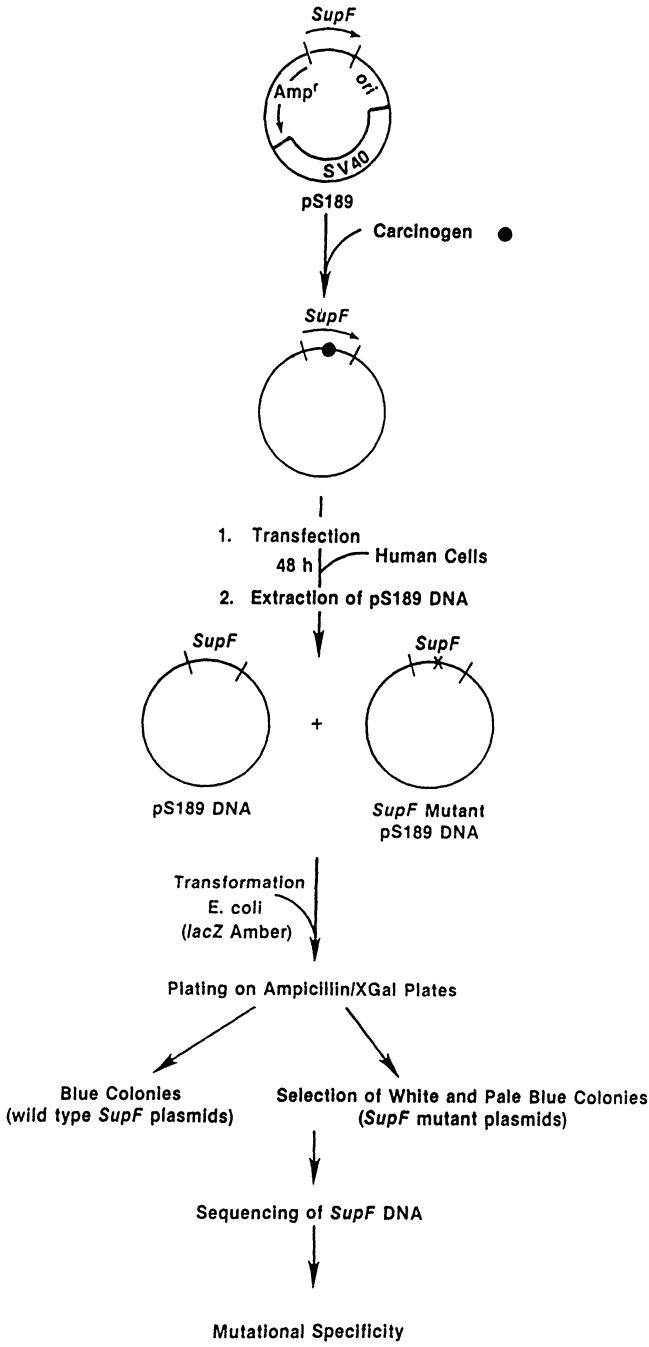 SupF
Ampʳ
ori
SV40
pS189
Carcinogen
SupF
1. Transfection
48 h
Human Cells
2. Extraction of pS189 DNA
SupF
SupF
x
+
pS189 DNA
SupF Mutant
pS189 DNA
Transformation
E. coli
(lacZ Amber)
Plating on Ampicillin/XGal Plates
Blue Colonies
(wild type SupF plasmids)
Selection of White and Pale Blue Colonies
(SupF mutant plasmids)
Sequencing of SupF DNA
Mutational Specificity